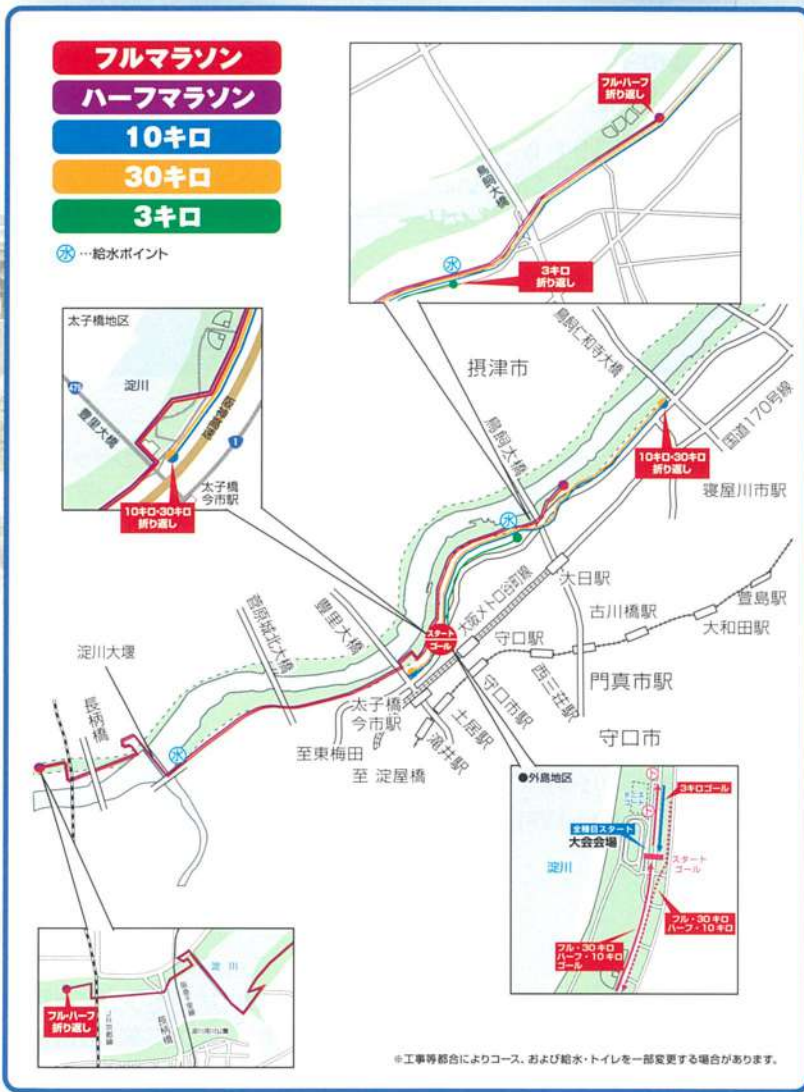 フルマラソン
ハーフマラソン
10キロ
30キロ
3キロ
水…給水ポイント
フル・ハーフ
折り返し
鳥飼大橋
水
3キロ
折り返し
太子橋地区
淀川
479
豊里大橋
阪神高速
1
太子橋
今市駅
10キロ・30キロ
折り返し
摂津市
鳥飼仁和寺大橋
国道170号線
鳥飼大橋
10キロ・30キロ
折り返し
寝屋川市駅
水
大日駅
大阪メトロ谷町線
萱島駅
古川橋駅
大和田駅
スタート
ゴール
守口駅
門真市駅
西三荘駅
守口市駅
守口市
土居駅
滝井駅
豊里大橋
菅原城北大橋
太子橋
今市駅
至東梅田
至 淀屋橋
淀川大堰
長柄橋
水
●外島地区
3キロゴール
全種目スタート
大会会場
淀川
スタート
ゴール
フル・30キロ
ハーフ・10キロ
フル・30キロ
ハーフ・10キロ
ゴール
淀川
フル・ハーフ
折り返し
長柄橋
※工事等都合によりコース、および給水・トイレを一部変更する場合があります。